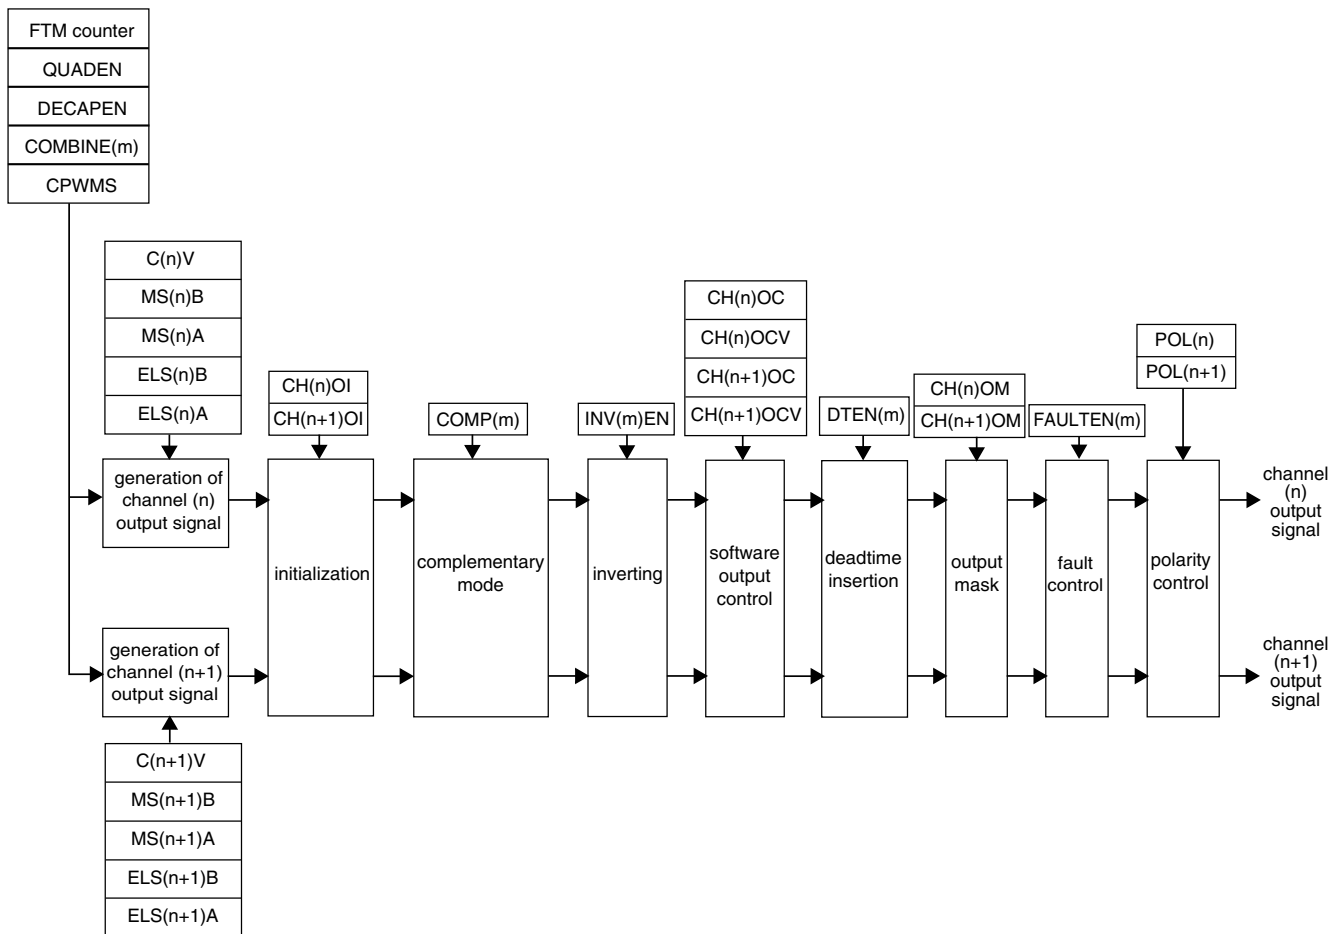 FTM counter
QUADEN
DECAPEN
COMBINE(m)
CPWMS
C(n)V
MS(n)B
MS(n)A
ELS(n)B
ELS(n)A
CH(n)OI
CH(n+1)OI
COMP(m)
INV(m)EN
CH(n)OC
CH(n)OCV
CH(n+1)OC
CH(n+1)OCV
DTEN(m)
CH(n)OM
CH(n+1)OM
FAULTEN(m)
POL(n)
POL(n+1)
generation of
channel (n)
output signal
initialization
complementary
mode
inverting
software
output
control
deadtime
insertion
output
mask
fault
control
polarity
control
channel
(n)
output
signal
generation of
channel (n+1)
output signal
channel
(n+1)
output
signal
C(n+1)V
MS(n+1)B
MS(n+1)A
ELS(n+1)B
ELS(n+1)A